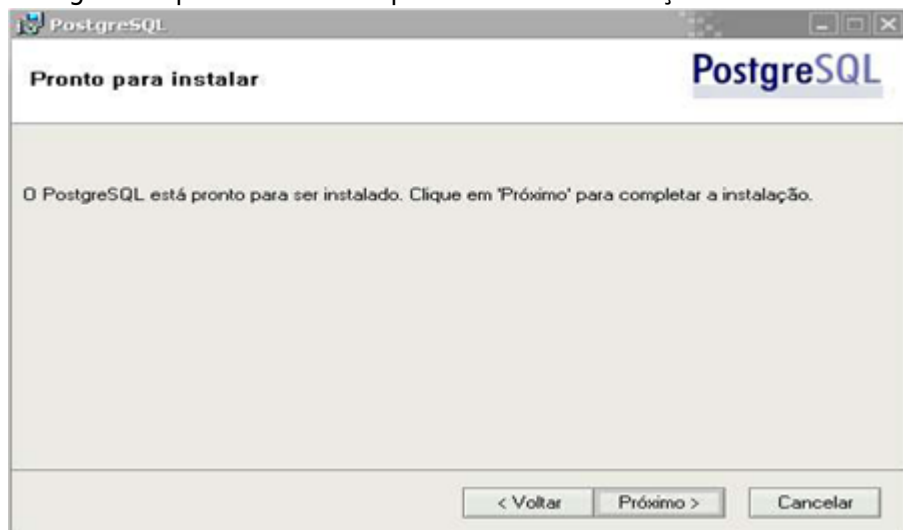 PostgreSQL
Pronto para instalar
PostgreSQL
O PostgreSQL está pronto para ser instalado. Clique em 'Próximo' para completar a instalação.
< Voltar
Próximo >
Cancelar